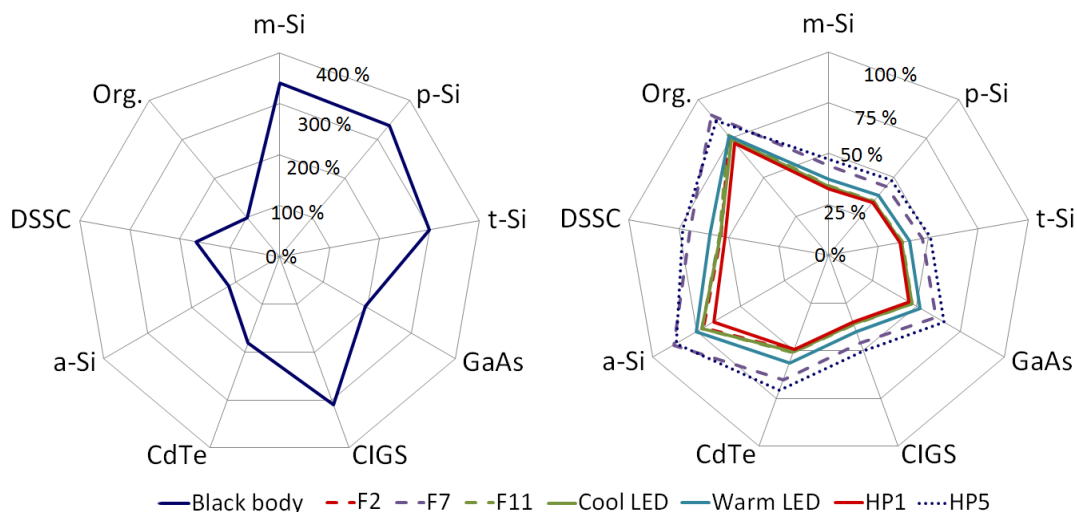 m-Si
400 %
p-Si
300 %
200 %
100 %
0 %
t-Si
GaAs
CIGS
CdTe
a-Si
DSSC
Org.
m-Si
100 %
p-Si
75 %
50 %
25 %
0 %
t-Si
GaAs
CIGS
CdTe
a-Si
DSSC
Org.
Black body F2 F7 F11 Cool LED Warm LED HP1 HP5